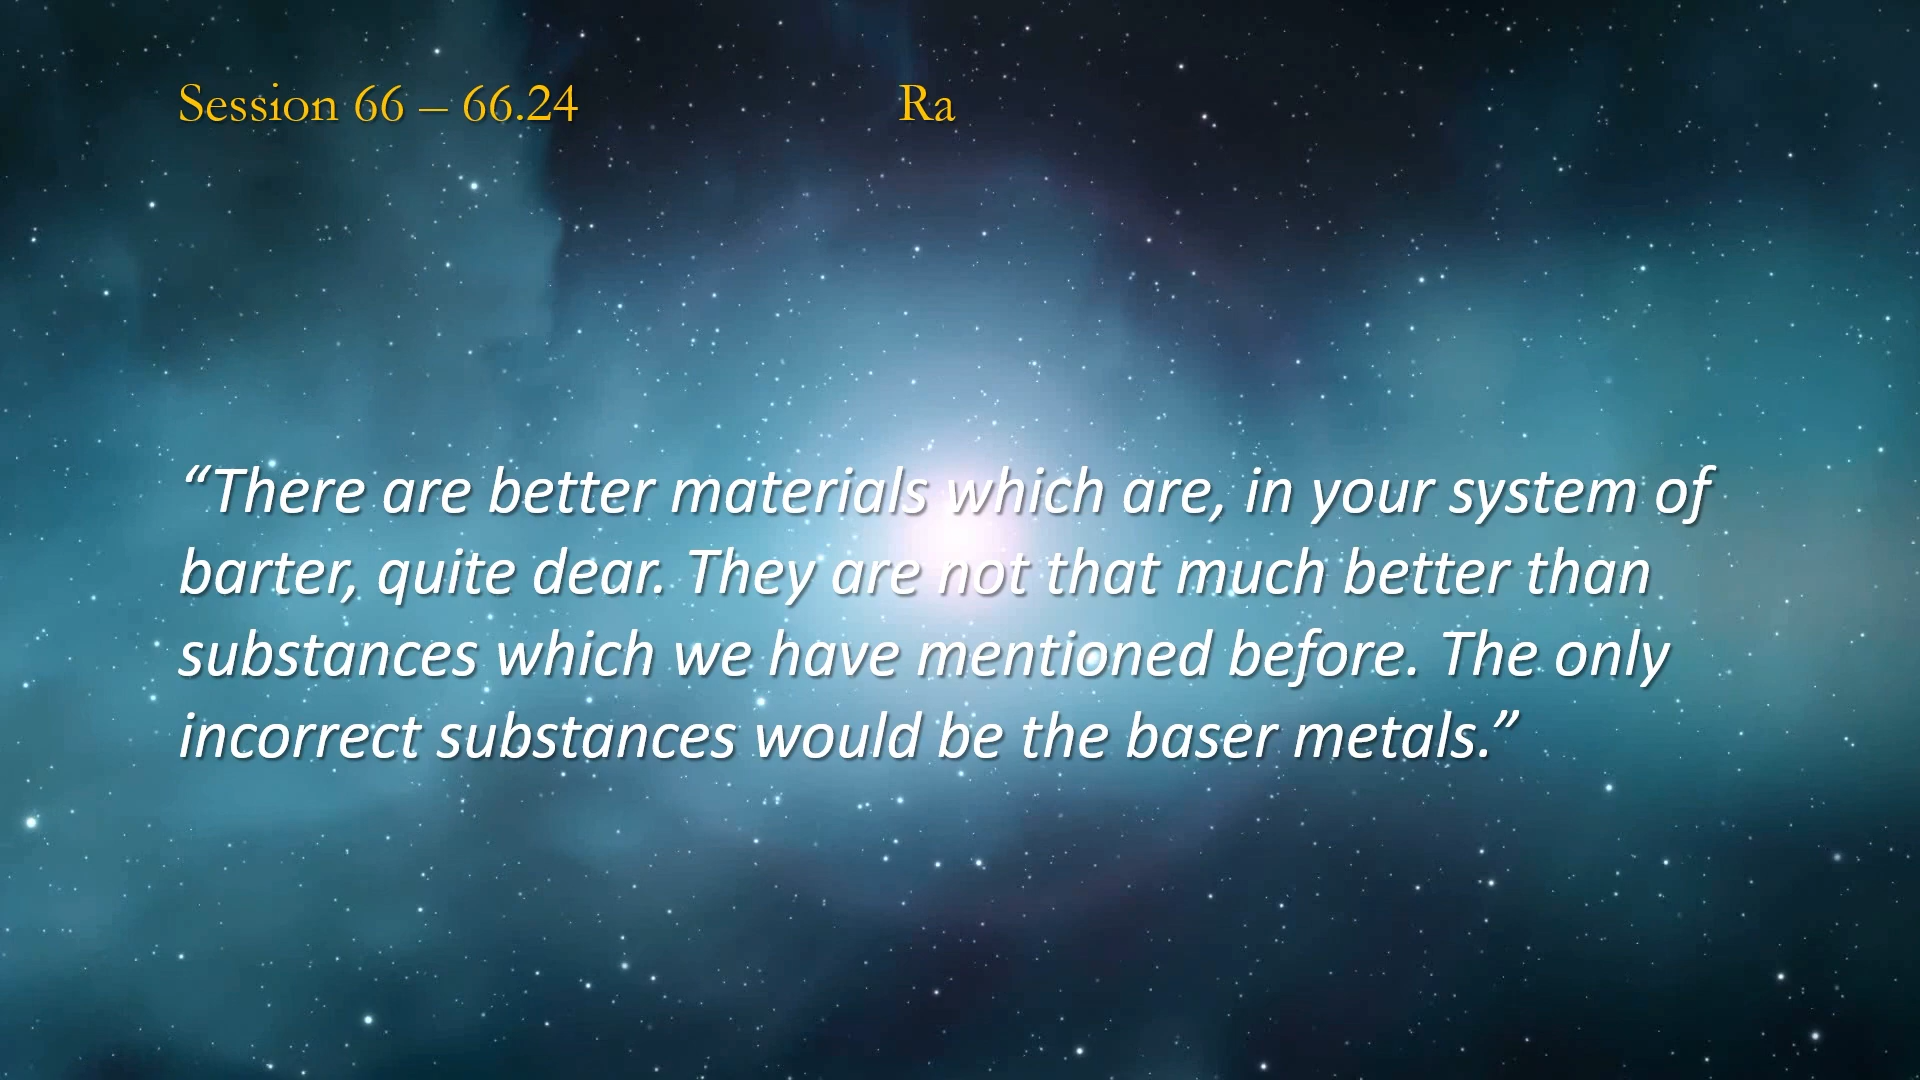 Session 66 – 66.24 Ra
“There are better materials which are, in your system of
barter, quite dear. They are not that much better than
substances which we have mentioned before. The only
incorrect substances would be the baser metals.”